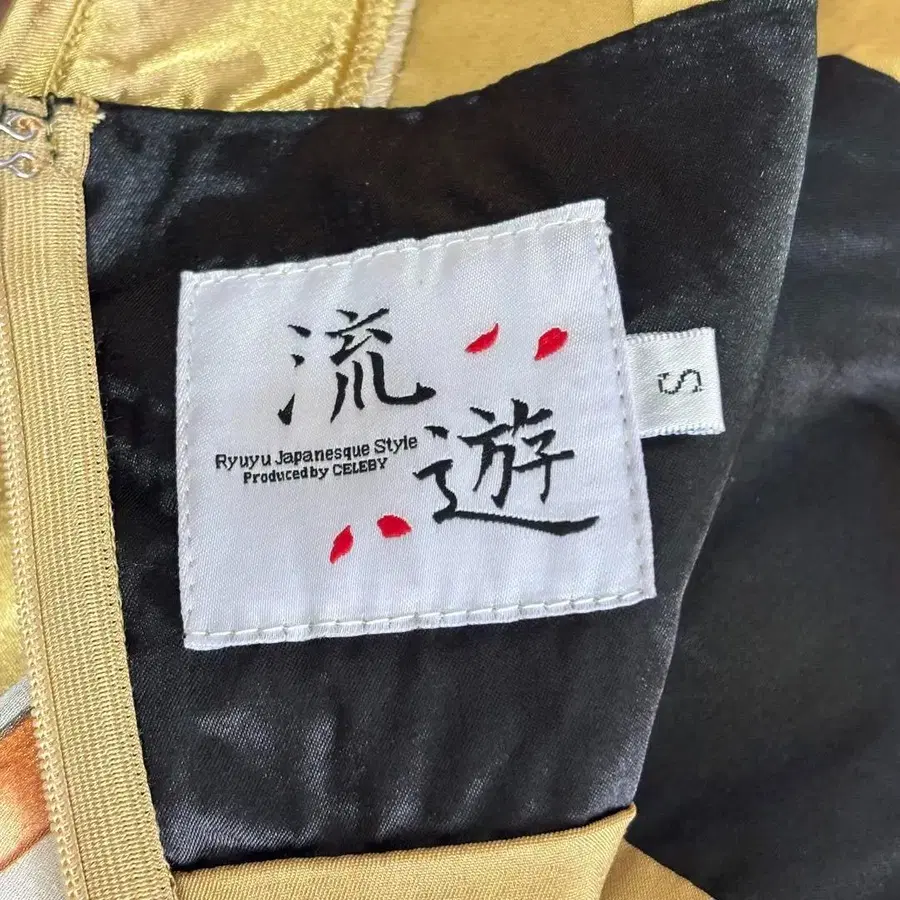 流遊
Ryuyu Japanesque Style
Produced by CELEBY
S